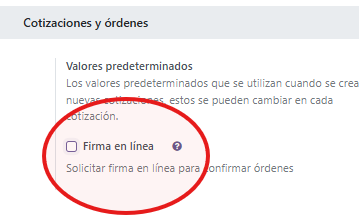 Cotizaciones y órdenes
Valores predeterminados
Los valores predeterminados que se utilizan cuando se crea
nuevas cotizaciones, estos se pueden cambiar en cada
cotización.
Firma en línea ?
Solicitar firma en línea para confirmar órdenes